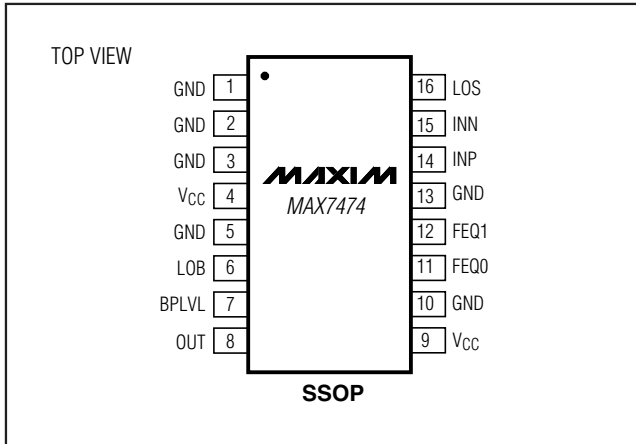 TOP VIEW
GND 1
GND 2
GND 3
VCC 4
GND 5
LOB 6
BPLVL 7
OUT 8
MAXIM
MAX7474
16 LOS
15 INN
14 INP
13 GND
12 FEQ1
11 FEQ0
10 GND
9 VCC
SSOP